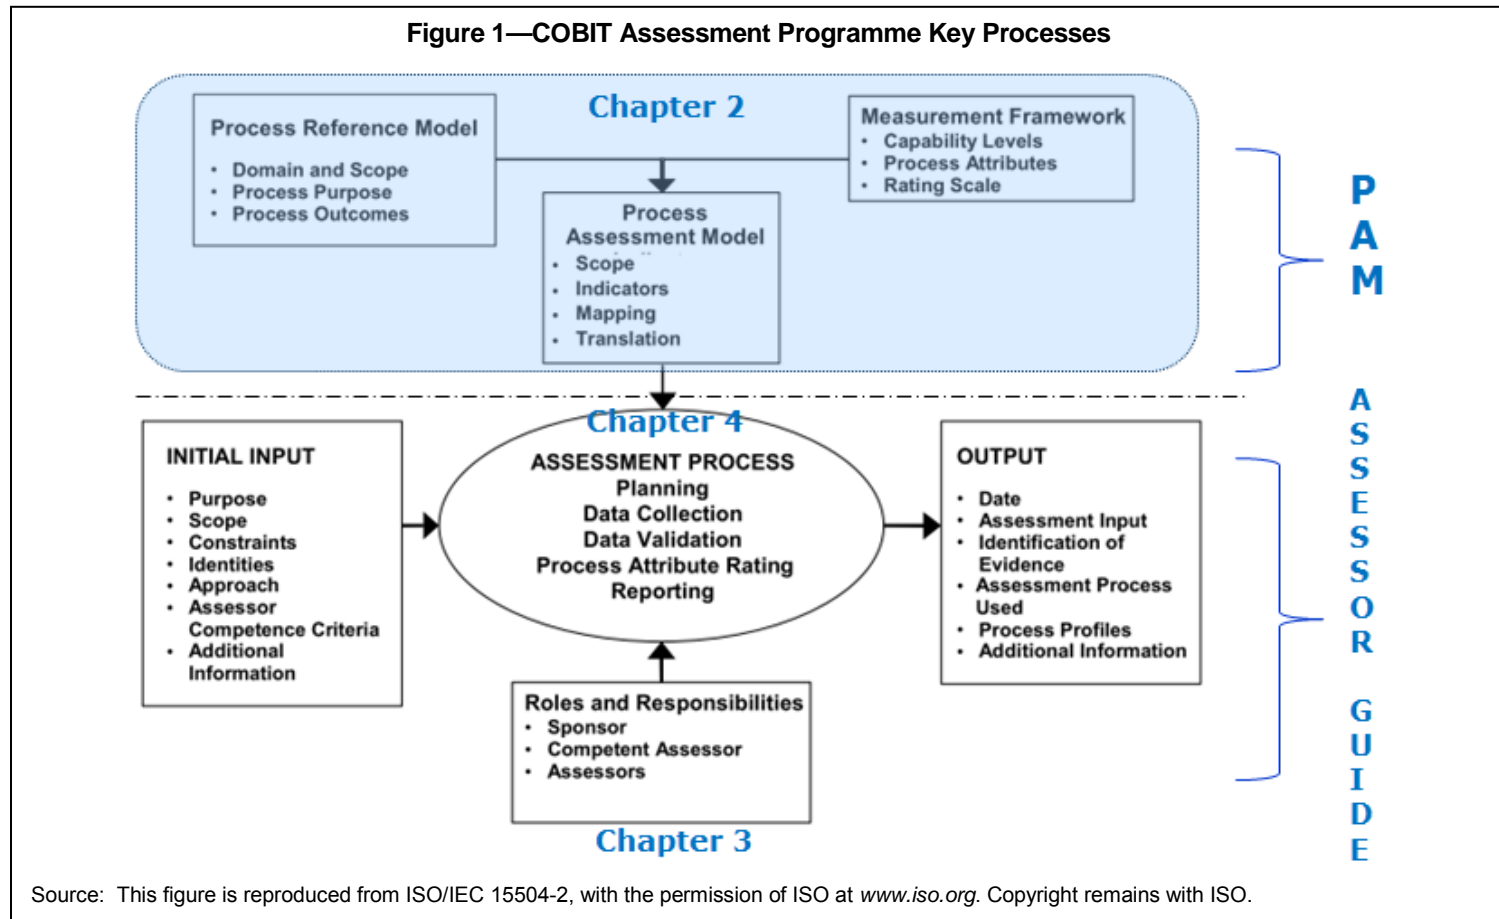 Figure 1—COBIT Assessment Programme Key Processes
Chapter 2
Process Reference Model
• Domain and Scope
• Process Purpose
• Process Outcomes
Measurement Framework
• Capability Levels
• Process Attributes
• Rating Scale
Process
Assessment Model
• Scope
• Indicators
• Mapping
• Translation
PAM
Chapter 4
INITIAL INPUT
• Purpose
• Scope
• Constraints
• Identities
• Approach
• Assessor
Competence Criteria
• Additional
Information
ASSESSMENT PROCESS
Planning
Data Collection
Data Validation
Process Attribute Rating
Reporting
OUTPUT
• Date
• Assessment Input
• Identification of
Evidence
• Assessment Process
Used
• Process Profiles
• Additional Information
ASSESSOR GUIDE
Roles and Responsibilities
• Sponsor
• Competent Assessor
• Assessors
Chapter 3
Source: This figure is reproduced from ISO/IEC 15504-2, with the permission of ISO at www.iso.org. Copyright remains with ISO.